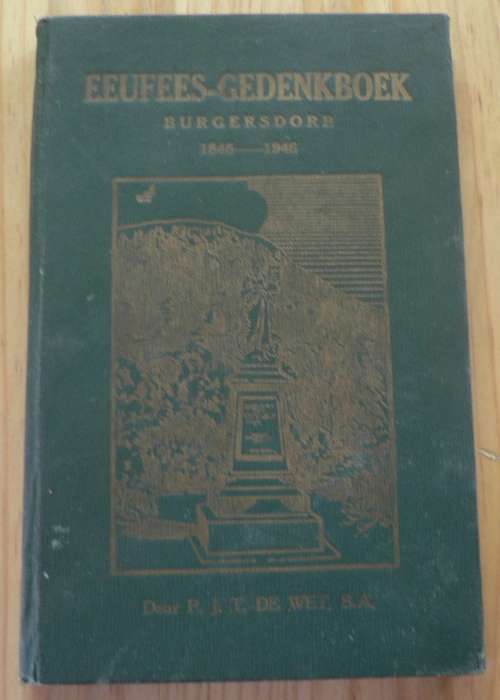 EEUFEES-GEDENKBOEK
BURGERSDORP
1846—1946
Deur P. J. T. DE WET, B.A.